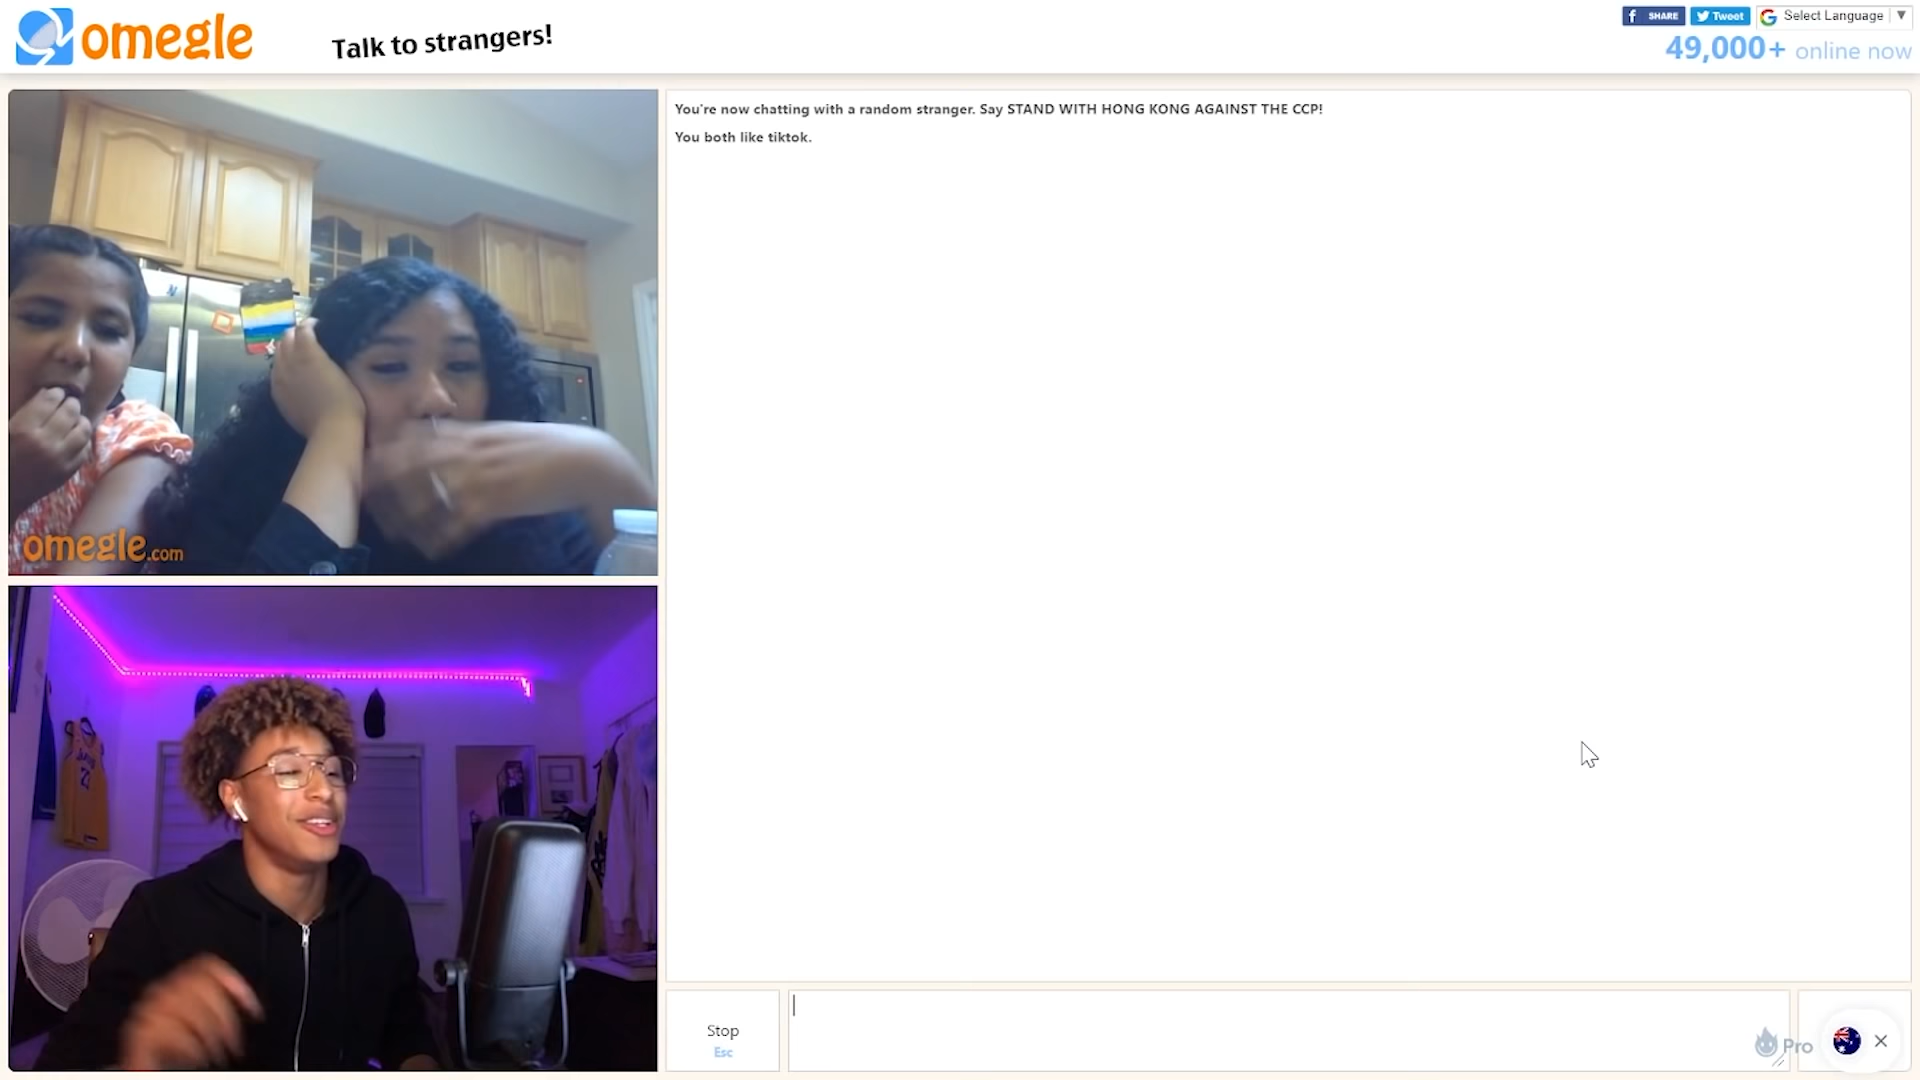 omegle
Talk to strangers!
SHARE
Tweet
Select Language
49,000+ online now
You're now chatting with a random stranger. Say STAND WITH HONG KONG AGAINST THE CCP!
You both like tiktok.
omegle.com
Stop
Esc
Pro